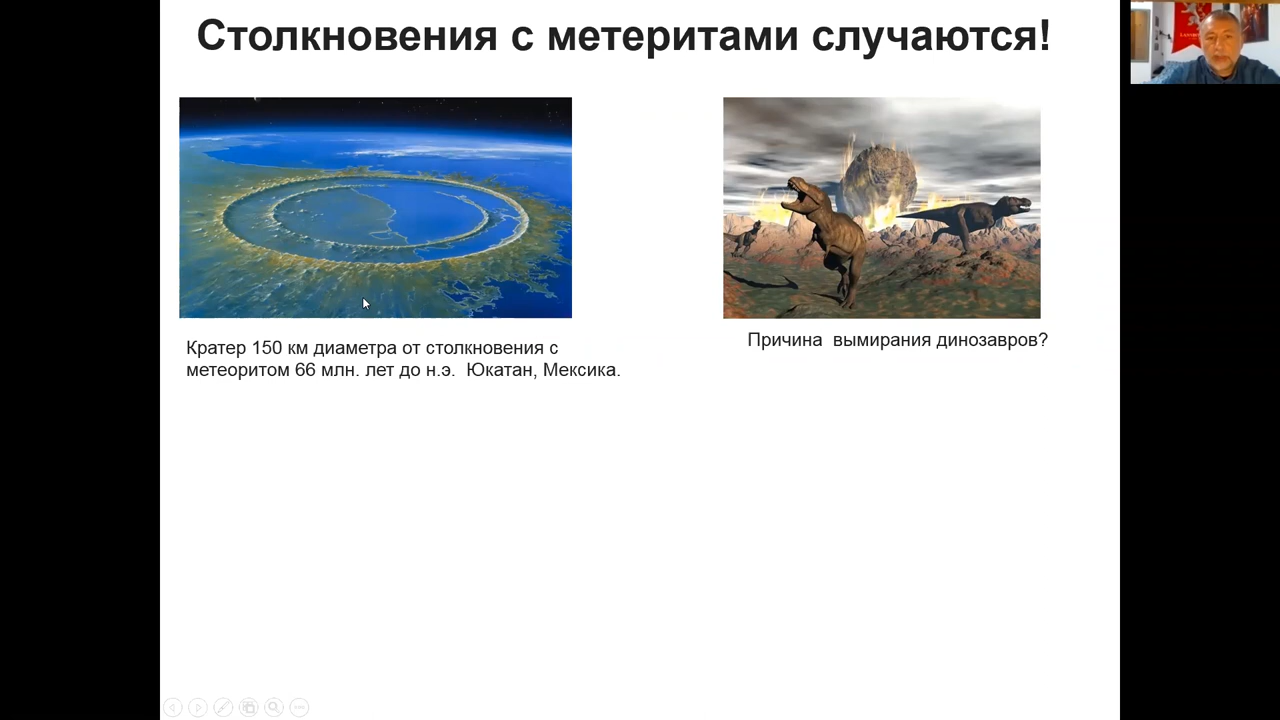 Столкновения с метеритами случаются!
Кратер 150 км диаметра от столкновения с
метеоритом 66 млн. лет до н.э.  Юкатан, Мексика.
Причина  вымирания динозавров?